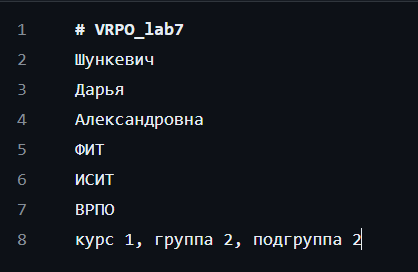 1 # VRPO_lab7
2 Шункевич
3 Дарья
4 Александровна
5 ФИТ
6 ИСИТ
7 ВРПО
8 курс 1, группа 2, подгруппа 2